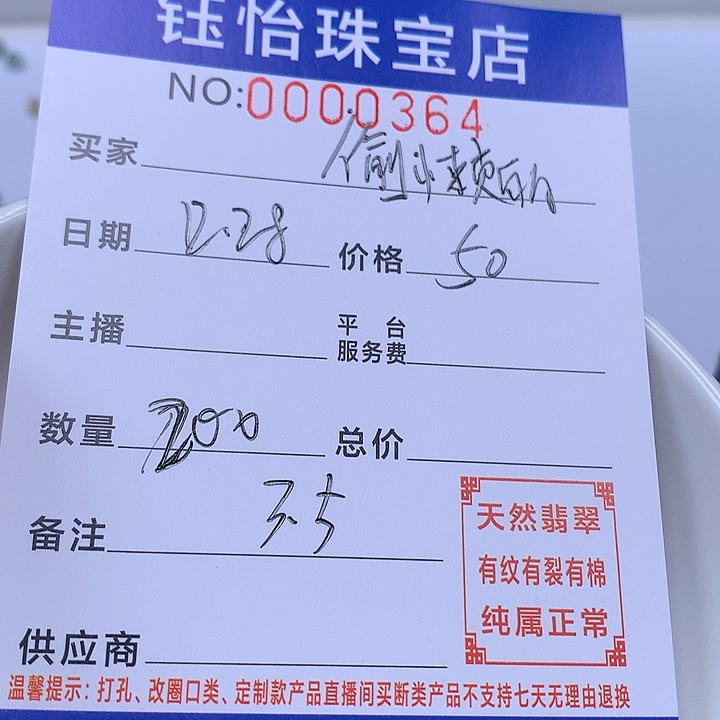 钰怡珠宝店
NO:0000364
买家
日期 12.28 价格 50
主播 平台服务费
数量 200 总价
备注 3.5
供应商
天然翡翠
有纹有裂有棉
纯属正常
温馨提示：打孔、改圈口类、定制款产品直播间买断类产品不支持七天无理由退换